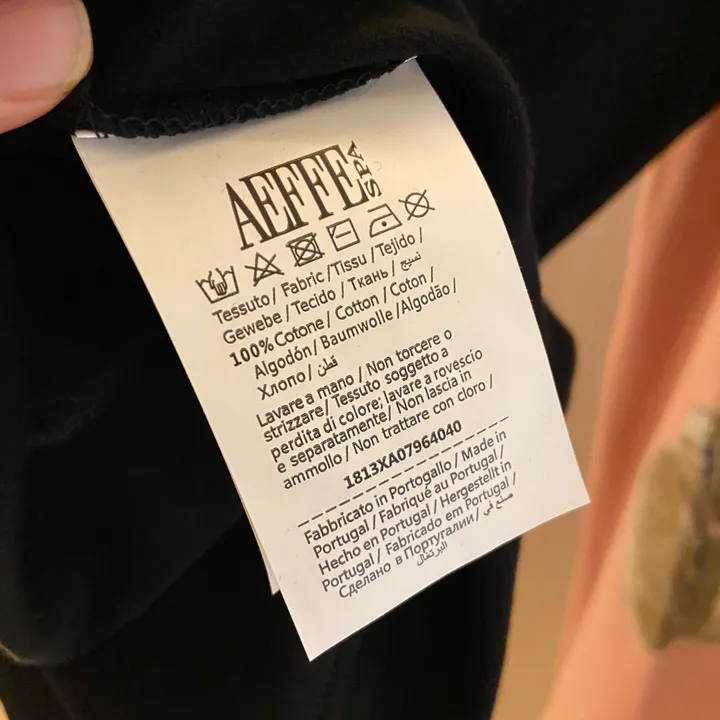 AEFFE SPA
Tessuto / Fabric / Tissu / Tejido /
Gewebe / Tecido / Ткань / نسيج
100% Cotone / Cotton / Coton /
Algodón / Baumwolle / Algodão /
Хлопо / قطن
Lavare a mano / Non torcere o
strizzare / Tessuto soggetto a
perdita di colore; lavare a rovescio
e separatamente / Non lascia in
ammollo / Non trattare con cloro /
1813XA07964040
Fabbricato in Portogallo / Made in
Portugal / Fabriqué au Portugal /
Hecho en Portugal / Hergestellt in
Portugal / Fabricado em Portugal /
Сделано в Португалии / صنع في
البرتغال